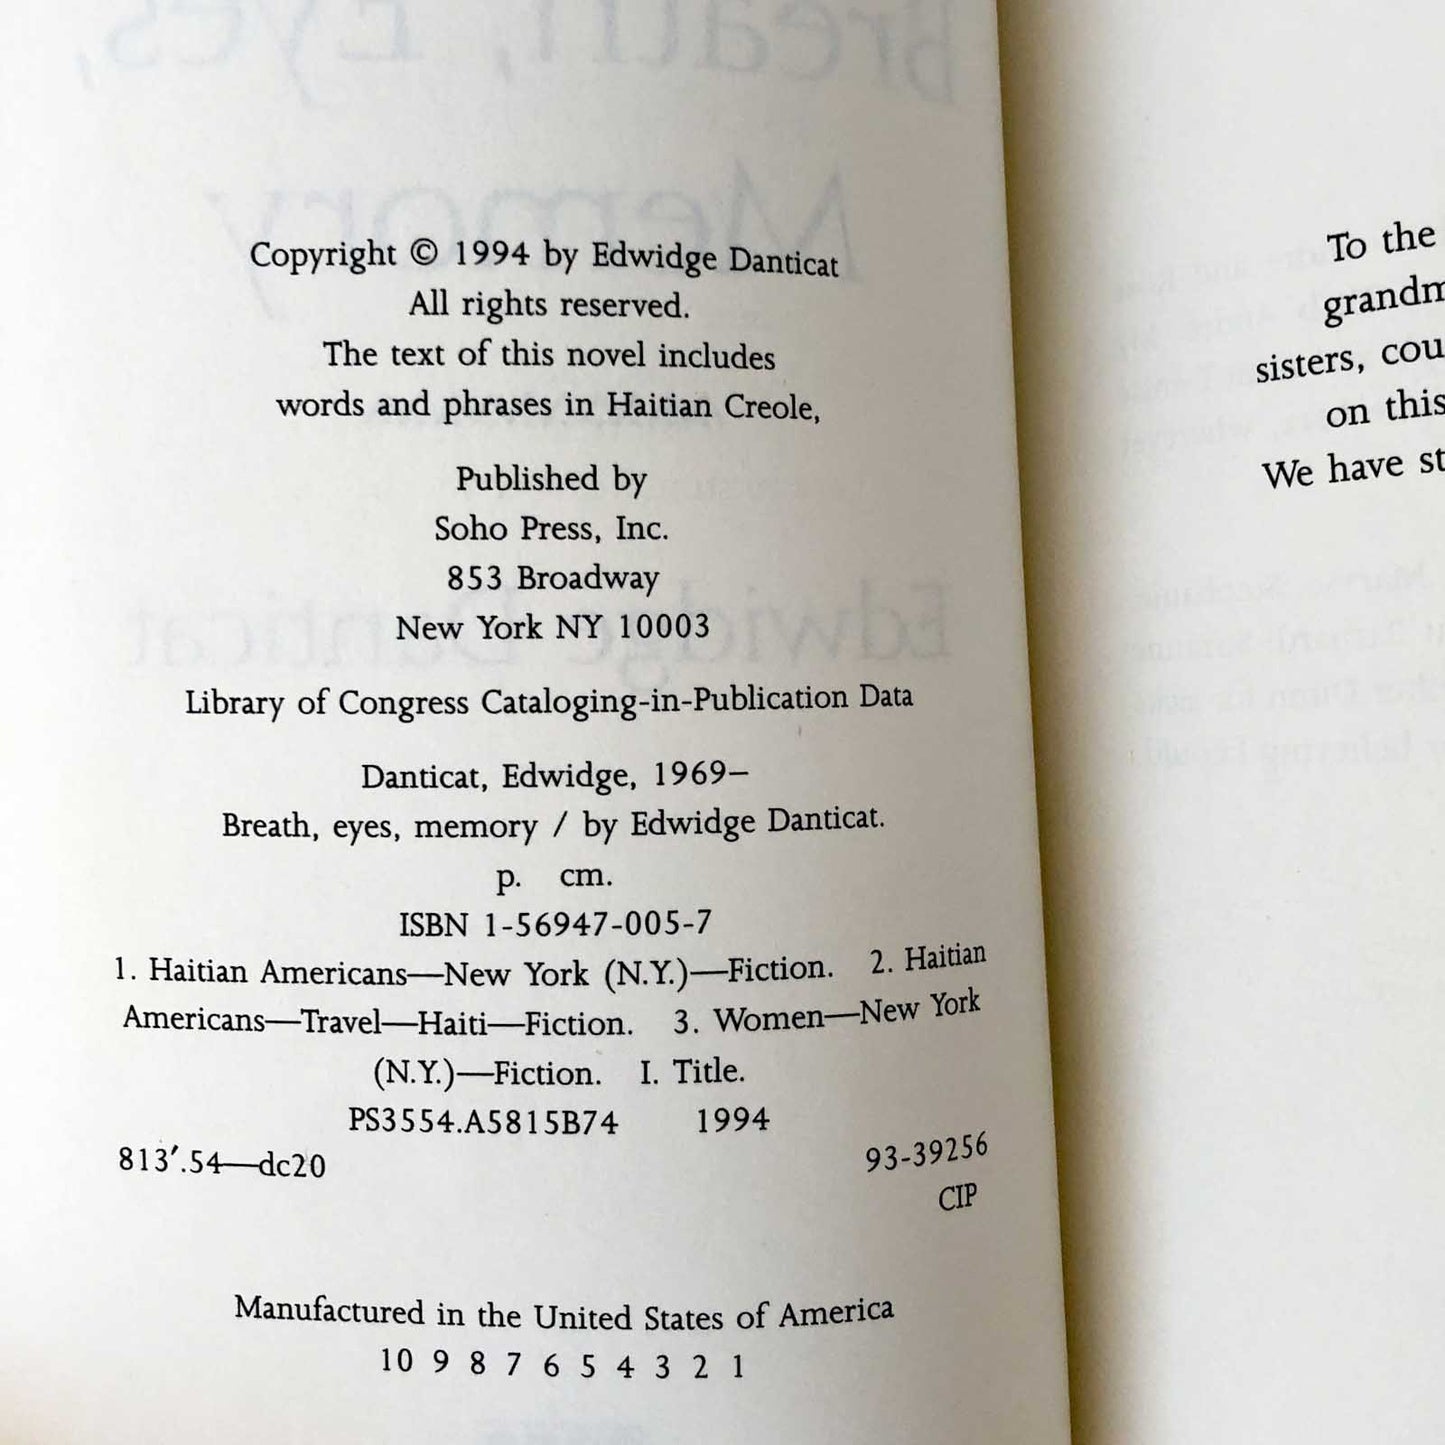 Copyright © 1994 by Edwidge Danticat
All rights reserved.
The text of this novel includes
words and phrases in Haitian Creole,
Published by
Soho Press, Inc.
853 Broadway
New York NY 10003
Library of Congress Cataloging-in-Publication Data
Danticat, Edwidge, 1969–
Breath, eyes, memory / by Edwidge Danticat.
p. cm.
ISBN 1-56947-005-7
1. Haitian Americans—New York (N.Y.)—Fiction. 2. Haitian
Americans—Travel—Haiti—Fiction. 3. Women—New York
(N.Y.)—Fiction. I. Title.
PS3554.A5815B74 1994
813′.54—dc20 93-39256
CIP
Manufactured in the United States of America
10 9 8 7 6 5 4 3 2 1
To the
grandm
sisters, cou
on this
We have st